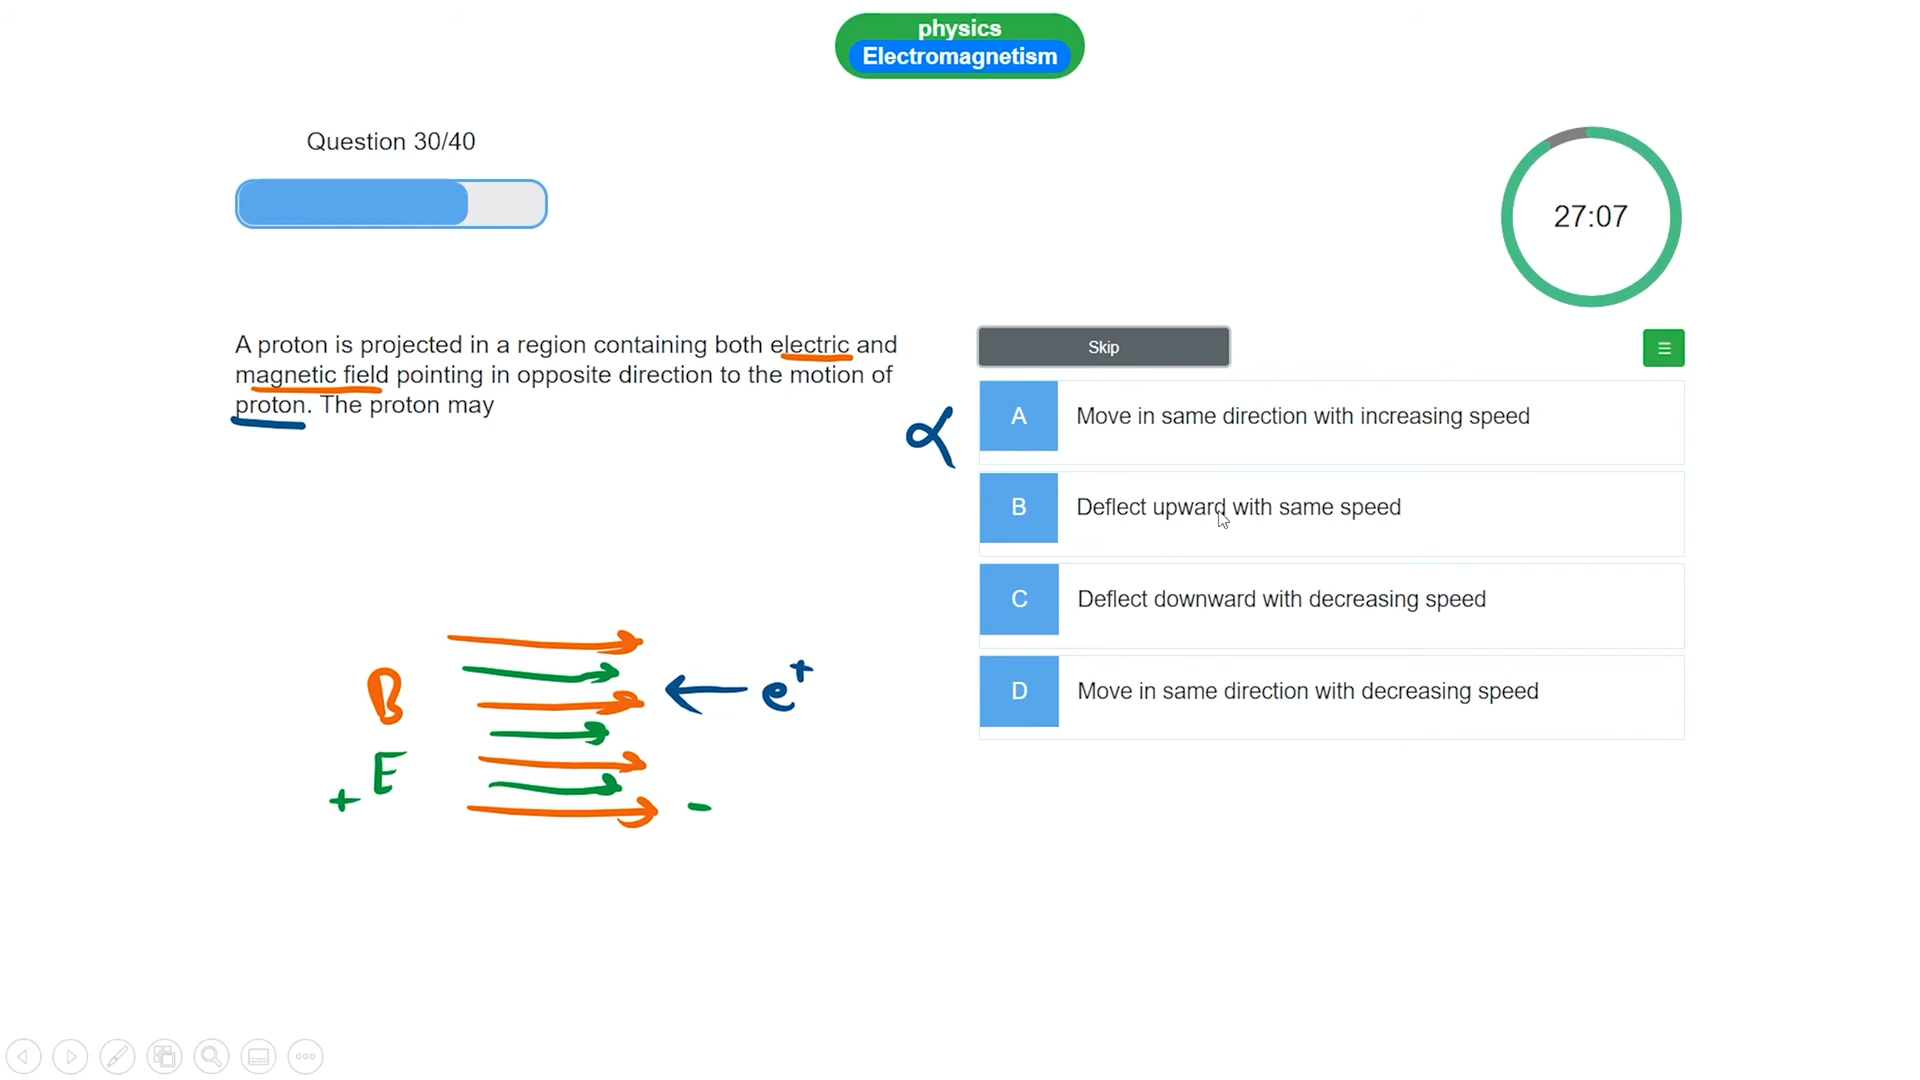 physics
Electromagnetism
Question 30/40
27:07
A proton is projected in a region containing both electric and
magnetic field pointing in opposite direction to the motion of
proton. The proton may
Skip
A Move in same direction with increasing speed
B Deflect upward with same speed
C Deflect downward with decreasing speed
D Move in same direction with decreasing speed
α
B
e+
E
+ -